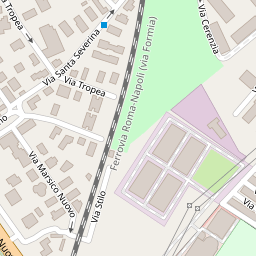 Via Tropea
Via Cerenzia
Via Santa Severina
Via Tropea
Ferrovia Roma-Napoli (via Formia)
Via Marsico Nuovo
Via Stilo
Nuo